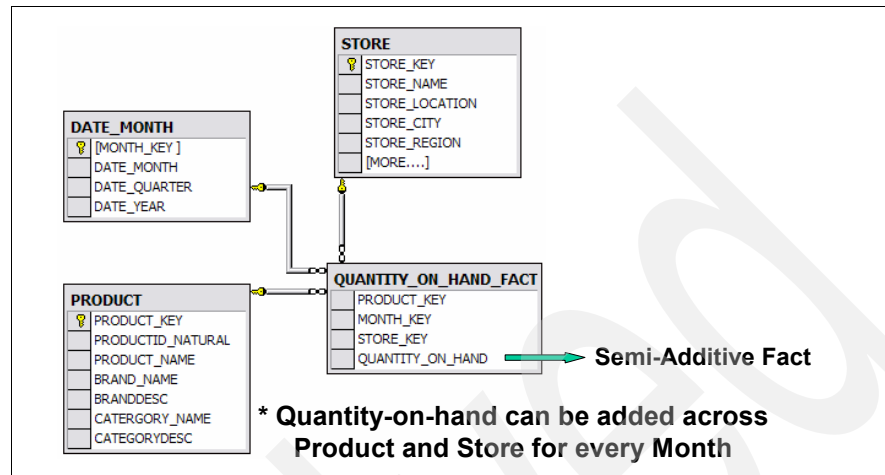 STORE
STORE_KEY
STORE_NAME
STORE_LOCATION
STORE_CITY
STORE_REGION
[MORE....]
DATE_MONTH
[MONTH_KEY ]
DATE_MONTH
DATE_QUARTER
DATE_YEAR
QUANTITY_ON_HAND_FACT
PRODUCT_KEY
MONTH_KEY
STORE_KEY
QUANTITY_ON_HAND
Semi-Additive Fact
PRODUCT
PRODUCT_KEY
PRODUCTID_NATURAL
PRODUCT_NAME
BRAND_NAME
BRANDDESC
CATERGORY_NAME
CATEGORYDESC
* Quantity-on-hand can be added across
Product and Store for every Month